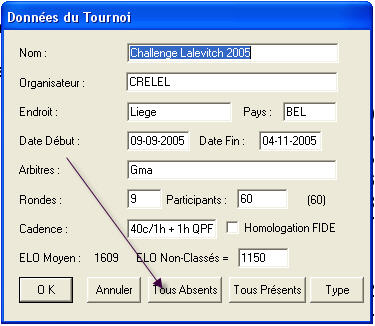 Données du Tournoi
Nom : Challenge Lalevitch 2005
Organisateur : CRELEL
Endroit : Liege Pays : BEL
Date Début : 09-09-2005 Date Fin : 04-11-2005
Arbitres : Gma
Rondes : 9 Participants : 60 (60)
Cadence : 40c/1h + 1h QPF Homologation FIDE
ELO Moyen : 1609 ELO Non-Classés = 1150
O K Annuler Tous Absents Tous Présents Type